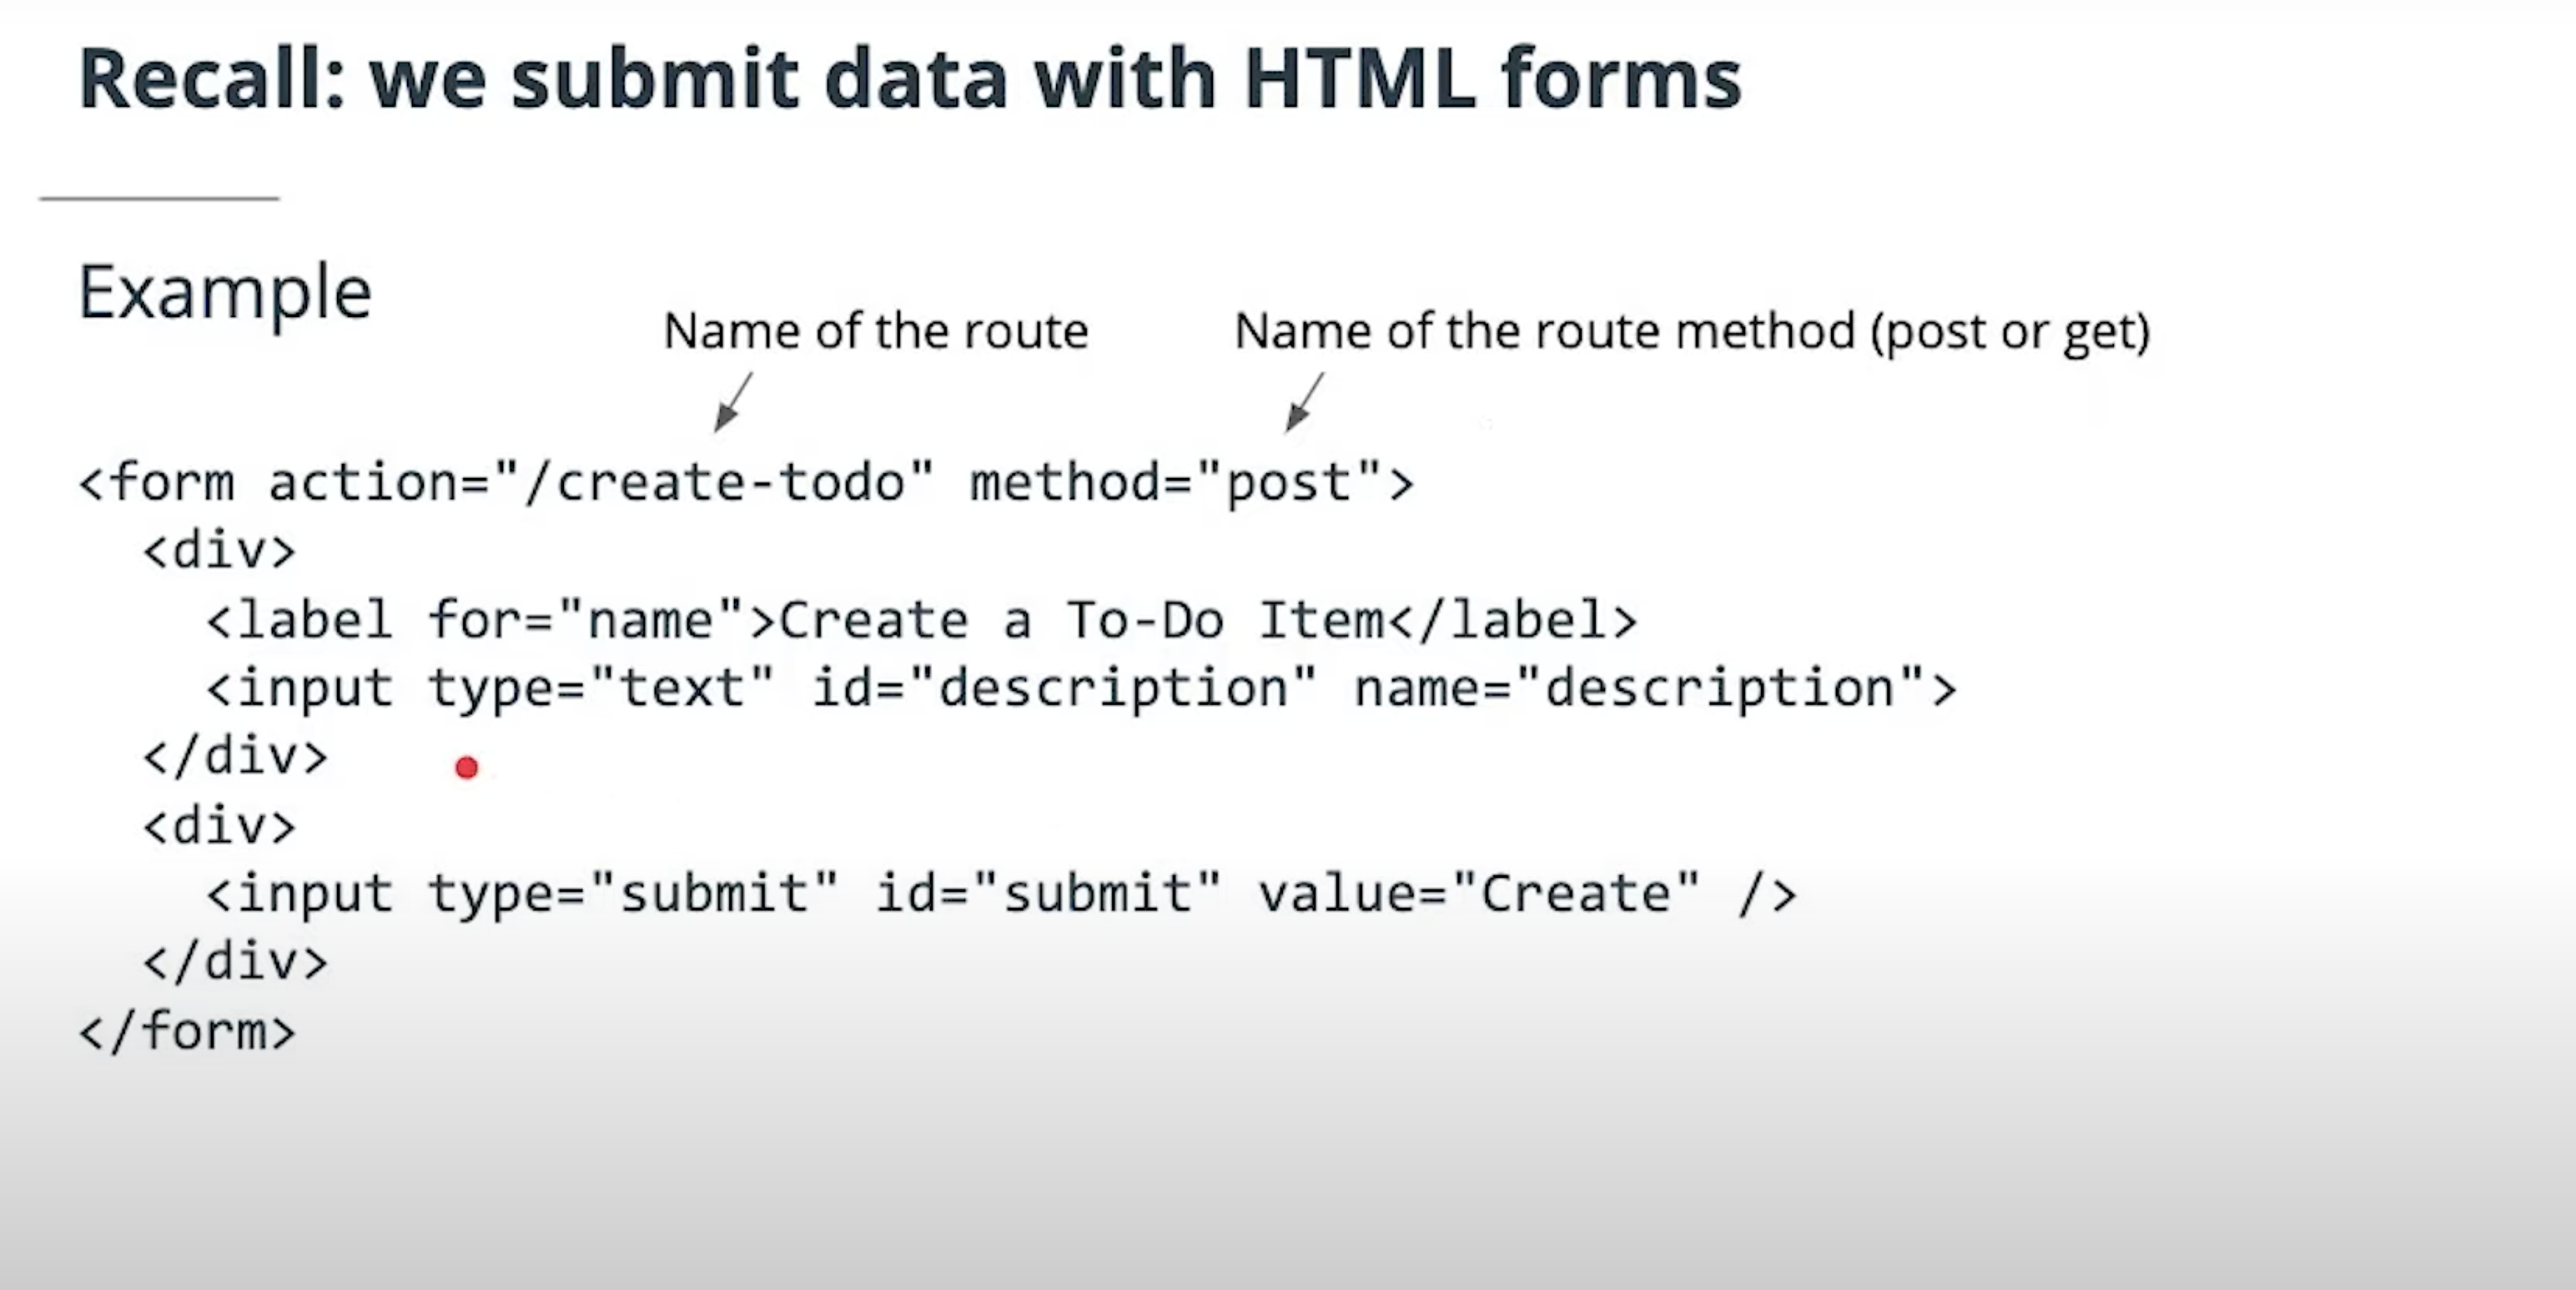 Recall: we submit data with HTML forms
Example
Name of the route
Name of the route method (post or get)
<form action="/create-todo" method="post">
<div>
<label for="name">Create a To-Do Item</label>
<input type="text" id="description" name="description">
</div>
<div>
<input type="submit" id="submit" value="Create" />
</div>
</form>